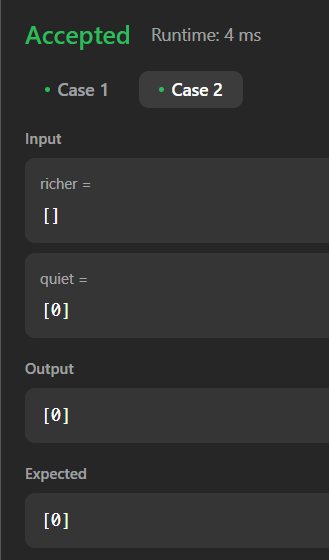 Accepted Runtime: 4 ms
• Case 1 • Case 2
Input
richer =
[]
quiet =
[0]
Output
[0]
Expected
[0]